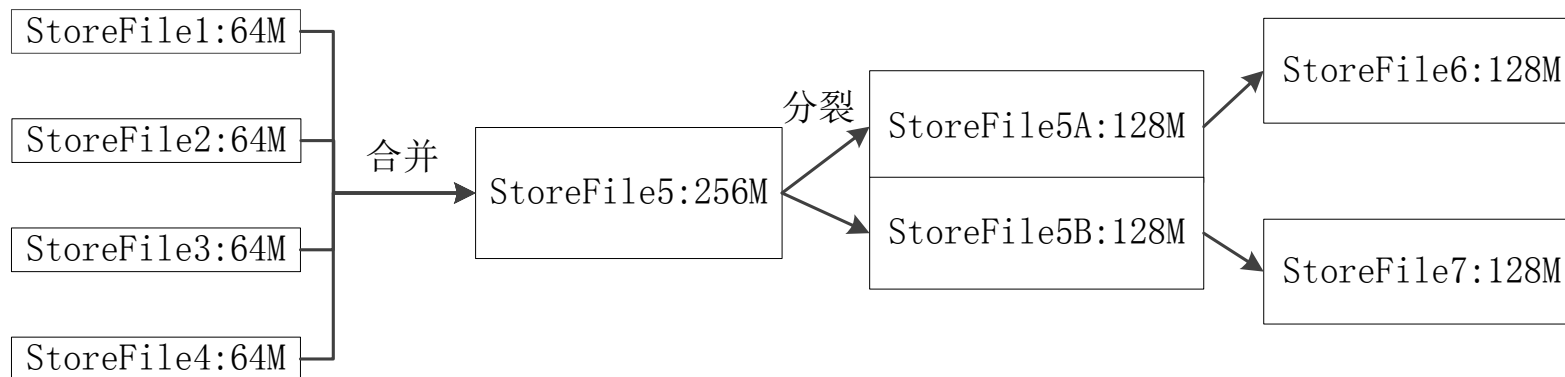 StoreFile1:64M
StoreFile2:64M
StoreFile3:64M
StoreFile4:64M
合并
StoreFile5:256M
分裂
StoreFile5A:128M
StoreFile5B:128M
StoreFile6:128M
StoreFile7:128M